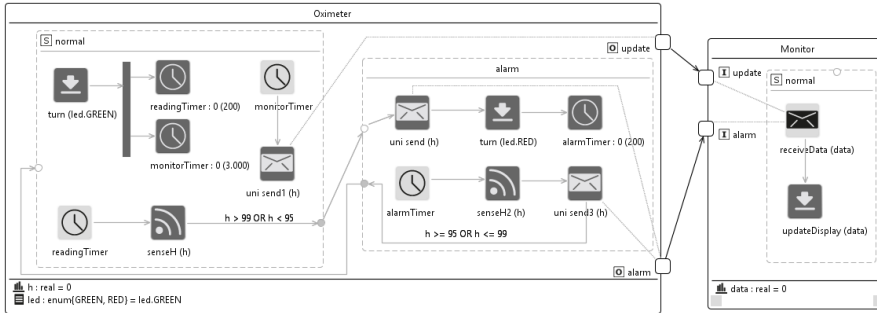 Oximeter
S normal
O update
turn (led.GREEN)
readingTimer : 0 (200)
monitorTimer : 0 (3.000)
monitorTimer
uni send1 (h)
readingTimer
senseH (h)
h > 99 OR h < 95
alarm
uni send (h)
turn (led.RED)
alarmTimer : 0 (200)
alarmTimer
senseH2 (h)
uni send3 (h)
h >= 95 OR h <= 99
O alarm
h : real = 0
led : enum{GREEN, RED} = led.GREEN
Monitor
I update
S normal
I alarm
receiveData (data)
updateDisplay (data)
data : real = 0